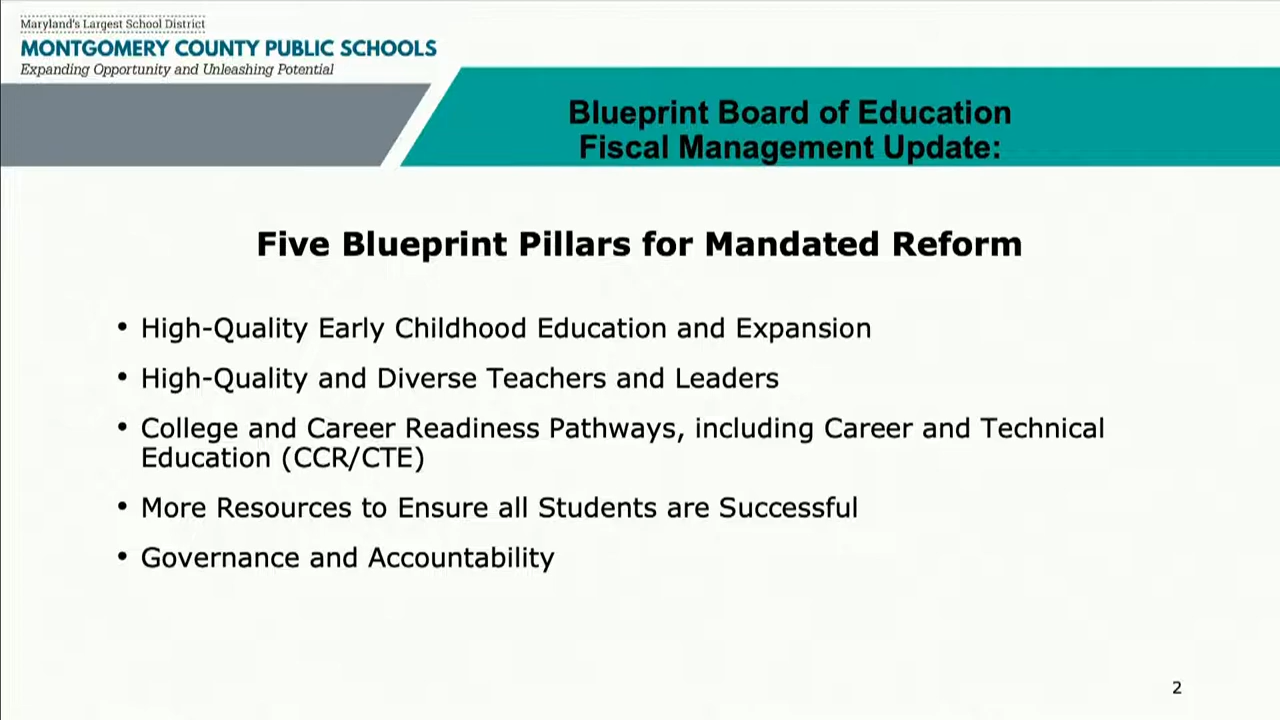 Maryland's Largest School District
MONTGOMERY COUNTY PUBLIC SCHOOLS
Expanding Opportunity and Unleashing Potential
Blueprint Board of Education
Fiscal Management Update:
Five Blueprint Pillars for Mandated Reform
• High-Quality Early Childhood Education and Expansion
• High-Quality and Diverse Teachers and Leaders
• College and Career Readiness Pathways, including Career and Technical
Education (CCR/CTE)
• More Resources to Ensure all Students are Successful
• Governance and Accountability
2